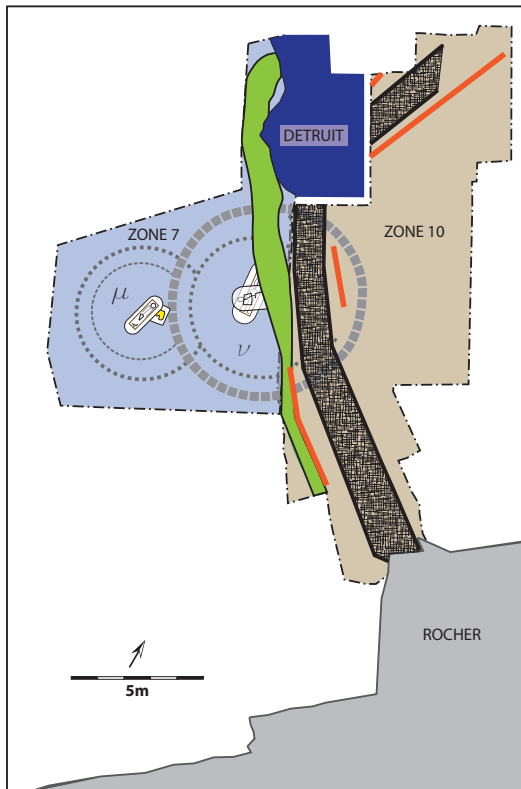 DETRUIT
ZONE 7
ZONE 10
μ
ν
ROCHER
5m